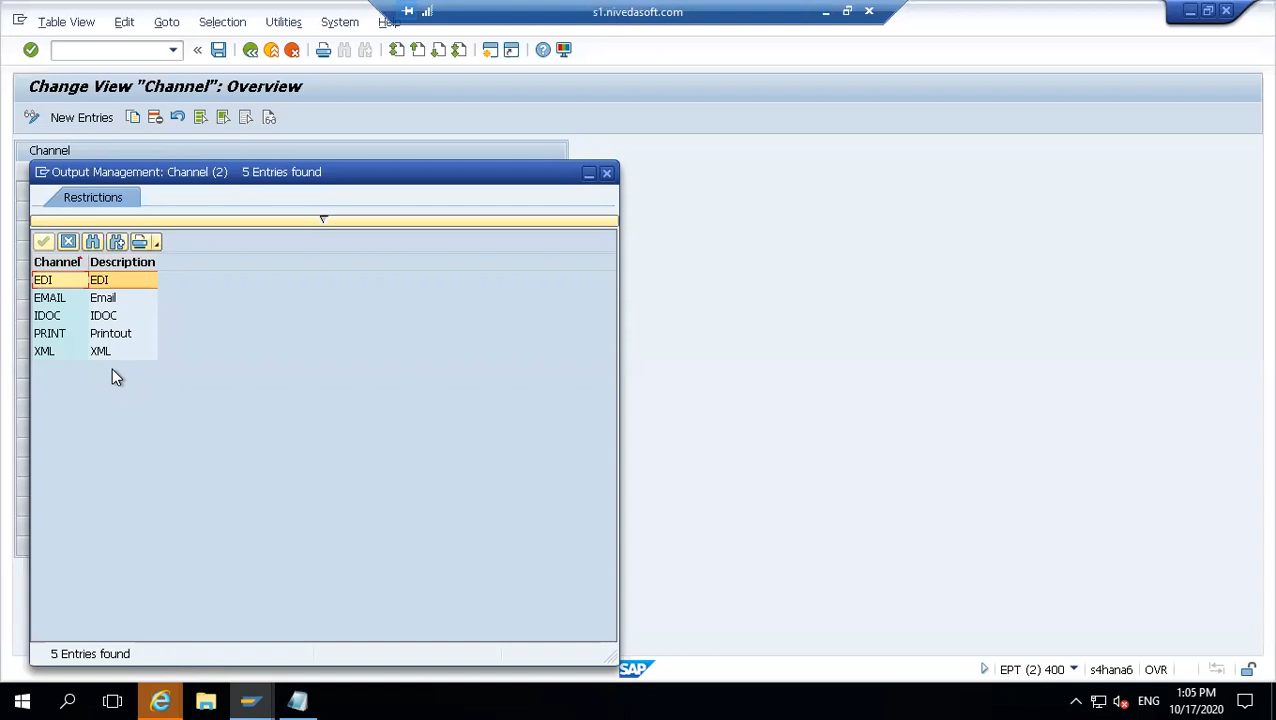 s1.nivedasoft.com
Table View Edit Goto Selection Utilities System Help
Change View "Channel": Overview
New Entries
Channel
Output Management: Channel (2) 5 Entries found
Restrictions
Channel Description
EDI EDI
EMAIL Email
IDOC IDOC
PRINT Printout
XML XML
5 Entries found
SAP EPT (2) 400 s4hana6 OVR
ENG 1:05 PM
10/17/2020